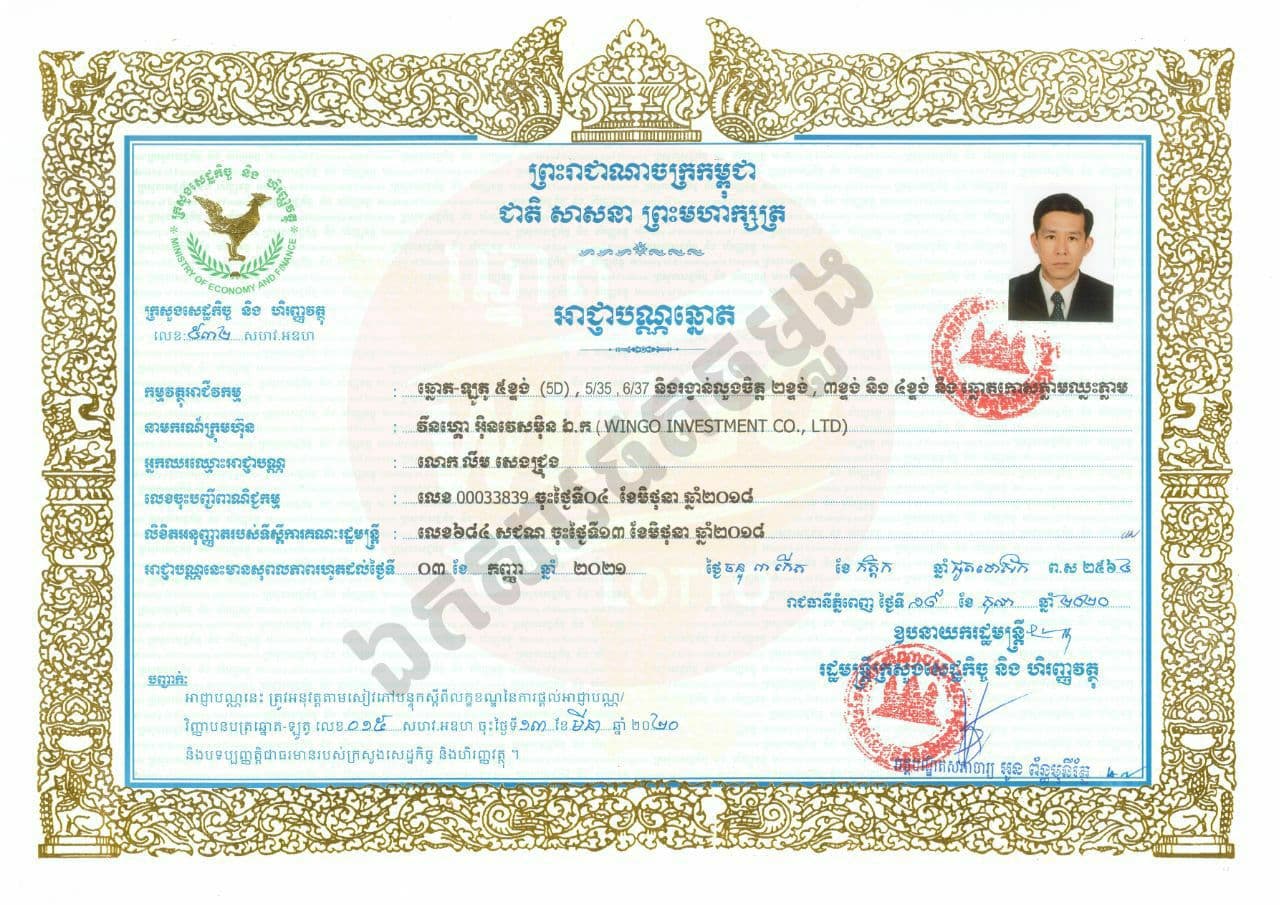 ព្រះរាជាណាចក្រកម្ពុជា
ជាតិ សាសនា ព្រះមហាក្សត្រ
ក្រសួងសេដ្ឋកិច្ច និង ហិរញ្ញវត្ថុ
MINISTRY OF ECONOMY AND FINANCE
ក្រសួងសេដ្ឋកិច្ច និង ហិរញ្ញវត្ថុ
លេខ: ៥៣៤ សហវ.អឧហ
អាជ្ញាបណ្ណឆ្នោត
កម្មវត្ថុអាជីវកម្ម : ឆ្នោត-ឡូតូ ៥ខ្ទង់ (5D) , 5/35 , 6/37 និងរង្វាន់លួងចិត្ត ២ខ្ទង់ , ៣ខ្ទង់ និង ៤ខ្ទង់ និង ឆ្នោតកោសភ្លាមឈ្នះភ្លាម
នាមករណ៍ក្រុមហ៊ុន : វីនហ្គោ អ៊ិនវេសម៉ិន ឯ.ក (WINGO INVESTMENT CO., LTD)
អ្នកឈរឈ្មោះអាជ្ញាបណ្ណ : លោក លឹម សេងជ្រុង
លេខចុះបញ្ជីពាណិជ្ជកម្ម : លេខ 00033839 ចុះថ្ងៃទី០៤ ខែមិថុនា ឆ្នាំ២០១៨
លិខិតអនុញ្ញាតរបស់ទីស្តីការគណៈរដ្ឋមន្ត្រី : លេខ៦៨៤ សជណ ចុះថ្ងៃទី១៣ ខែមិថុនា ឆ្នាំ២០១៨
អាជ្ញាបណ្ណនេះមានសុពលភាពរហូតដល់ថ្ងៃទី : ០៣ ខែ កញ្ញា ឆ្នាំ ២០២១
ថ្ងៃ ៣ កើត ខែ កត្តិក ឆ្នាំ ជូត ទោស័ក ព.ស ២៥៦៤
រាជធានីភ្នំពេញ ថ្ងៃទី ១៩ ខែ តុលា ឆ្នាំ ២០២០
ឧបនាយករដ្ឋមន្ត្រី
រដ្ឋមន្ត្រីក្រសួងសេដ្ឋកិច្ច និង ហិរញ្ញវត្ថុ
បញ្ជាក់:
អាជ្ញាបណ្ណនេះ ត្រូវអនុវត្តតាមសៀវភៅបន្ទុកស្តីពីលក្ខខណ្ឌនៃការផ្តល់អាជ្ញាបណ្ណ/
វិញ្ញាបនបត្រឆ្នោត-ឡូតូ លេខ ០១៥ សហវ.អឧហ ចុះថ្ងៃទី ១៣ ខែ មីនា ឆ្នាំ ២០២០
និងបទប្បញ្ញត្តិជាធរមានរបស់ក្រសួងសេដ្ឋកិច្ច និងហិរញ្ញវត្ថុ ។
អគ្គបណ្ឌិតសភាចារ្យ អូន ព័ន្ធមុនីរ័ត្ន
ឯកសារតតចម្លង
LOTTO